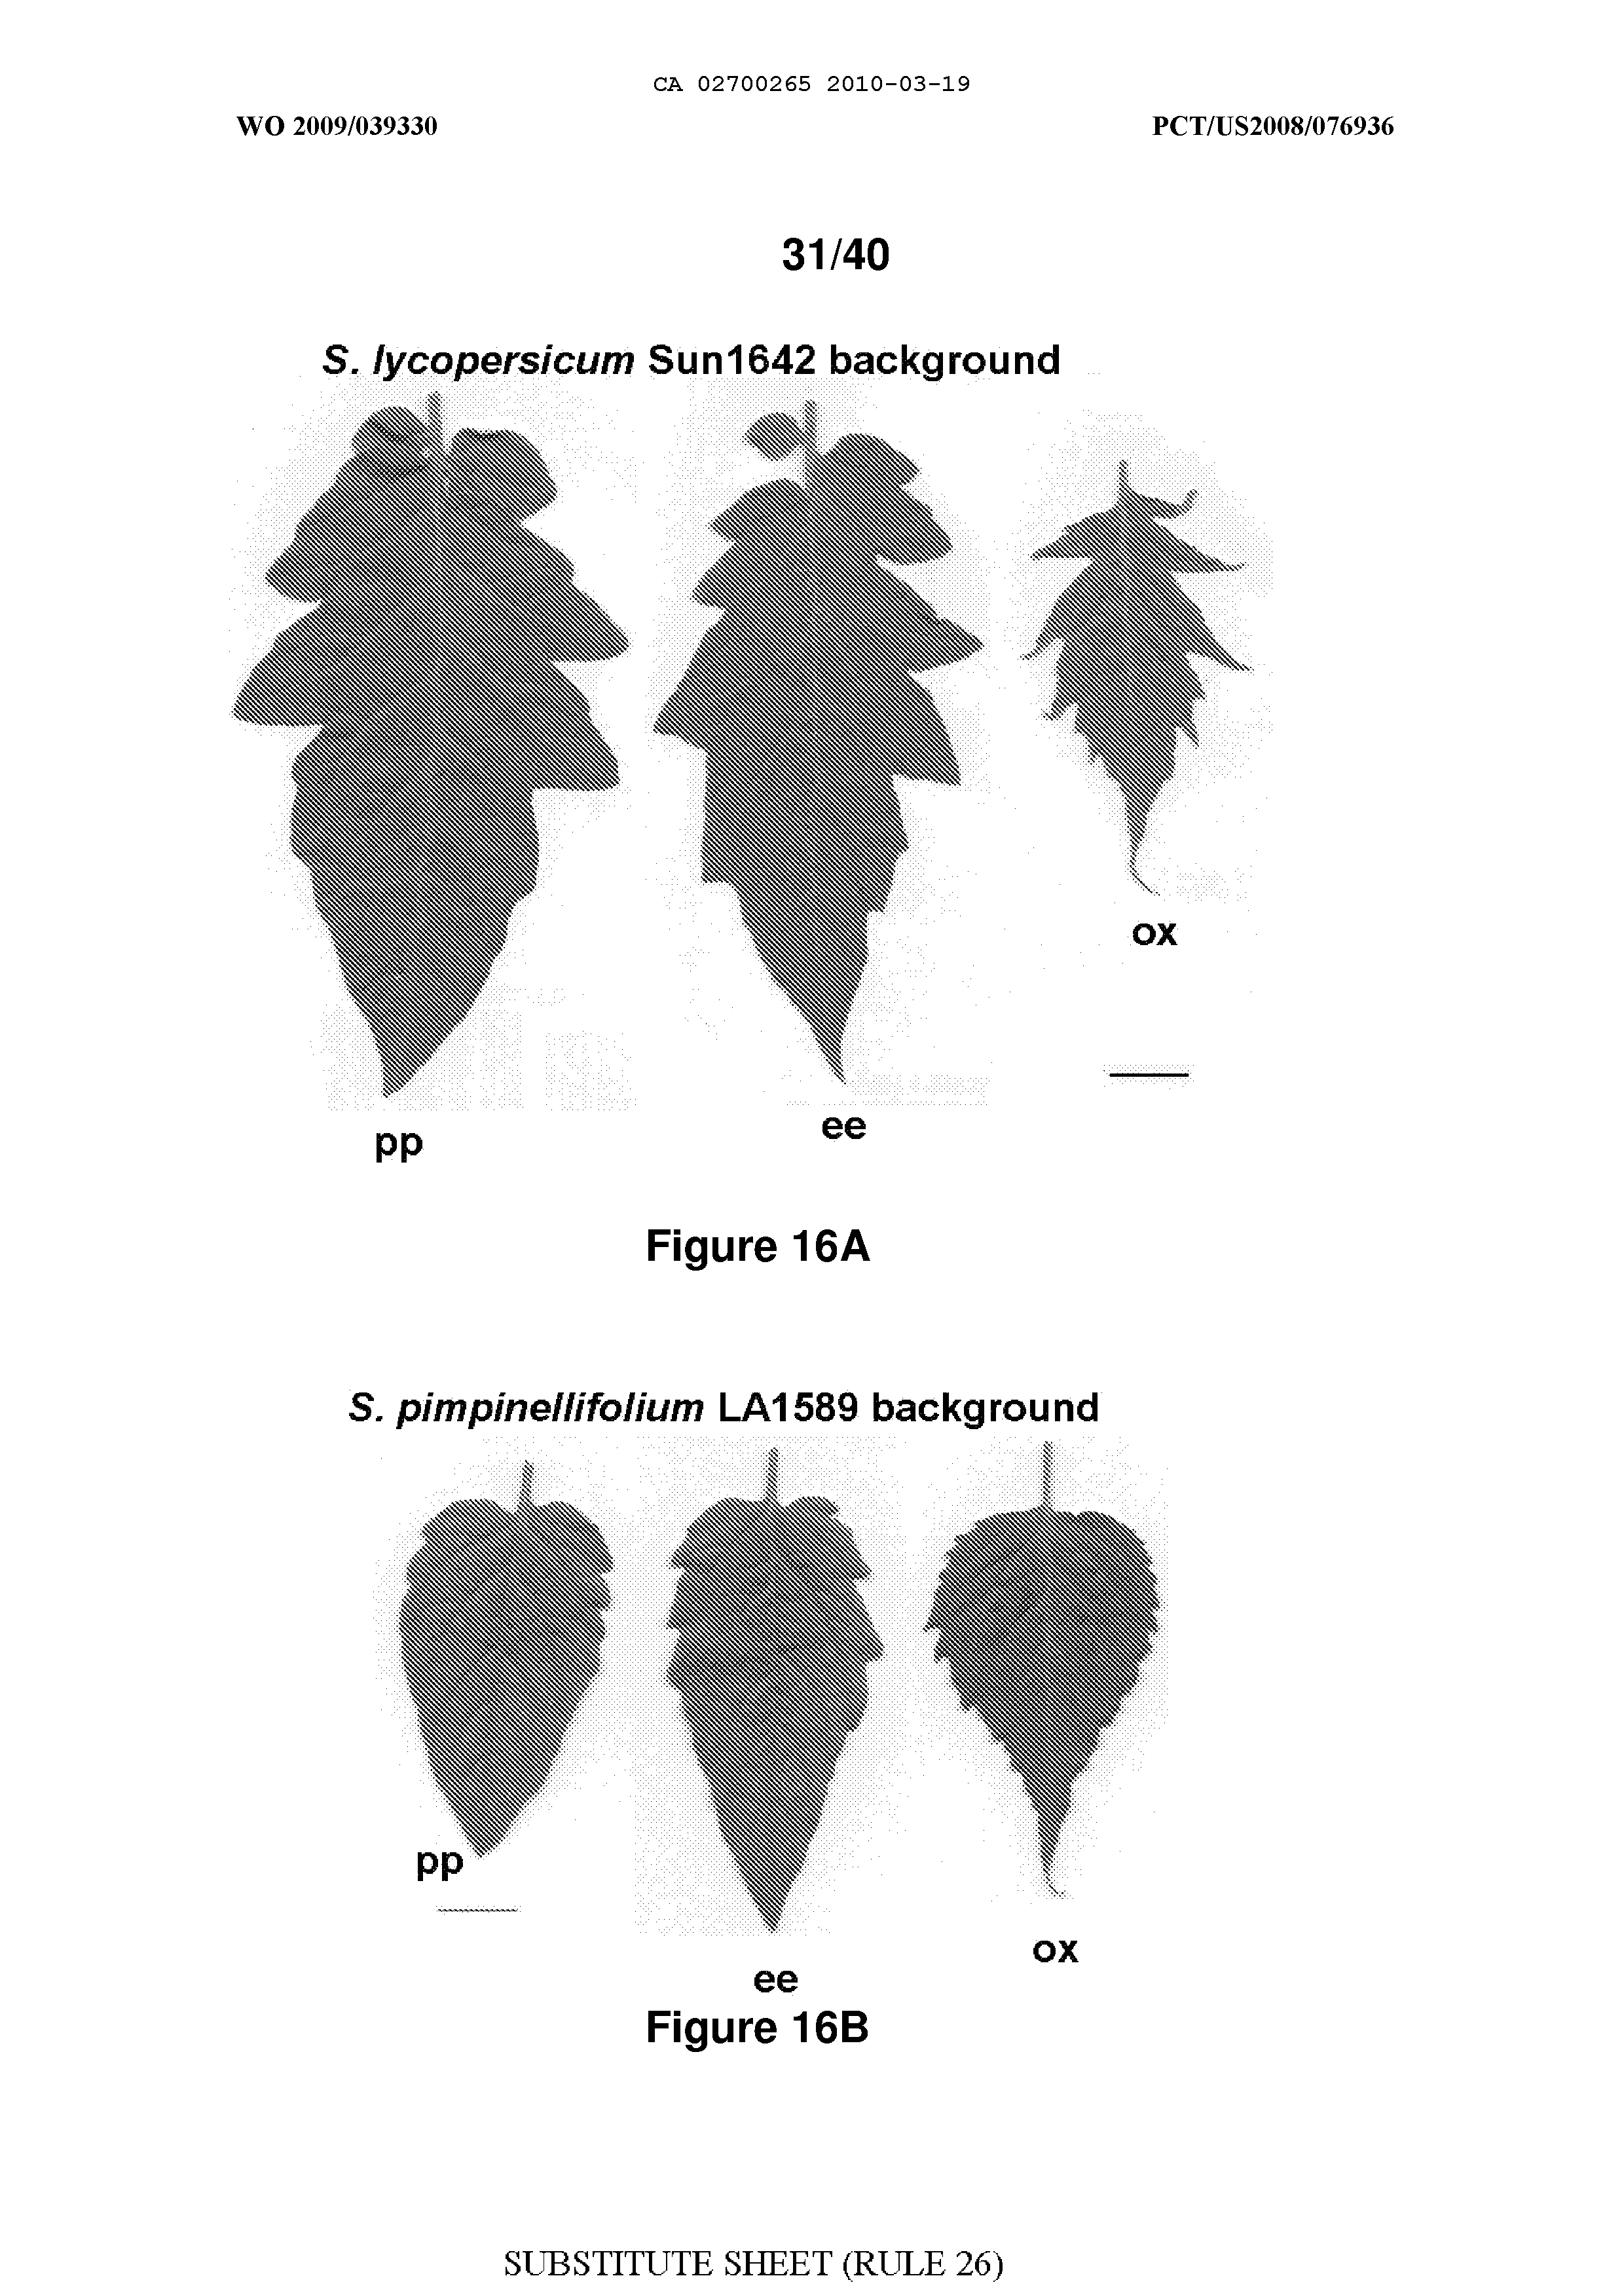 CA 02700265 2010-03-19
WO 2009/039330 PCT/US2008/076936
31/40
S. lycopersicum Sun1642 background
ox
ee
pp
Figure 16A
S. pimpinellifolium LA1589 background
pp
ox
ee
Figure 16B
SUBSTITUTE SHEET (RULE 26)